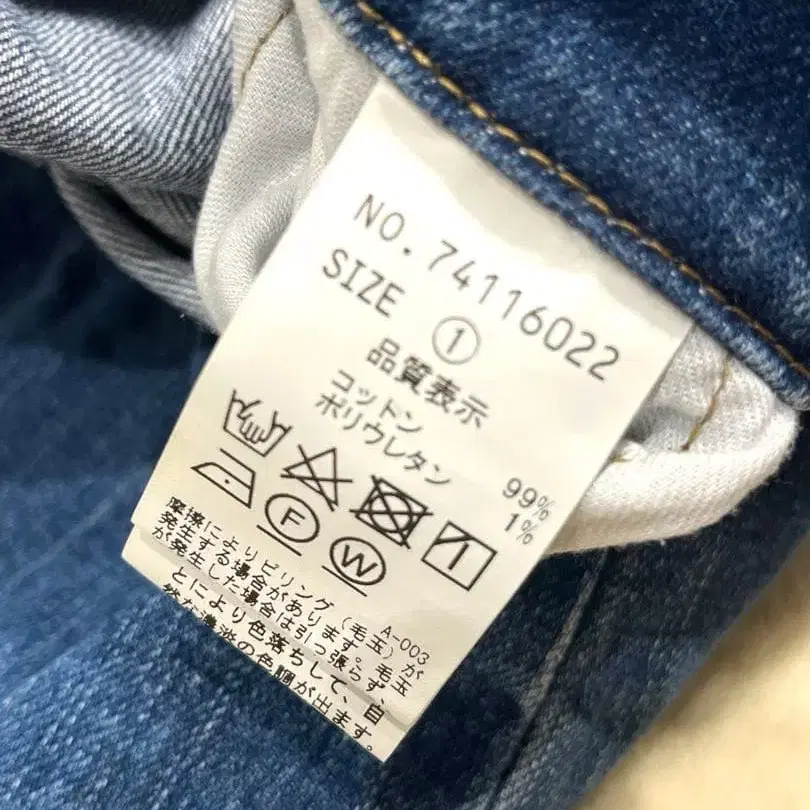 NO. 74116022
SIZE ①
品質表示
コットン 99%
ポリウレタン 1%
F W
A-003
摩擦によりピリング(毛玉)が
発生する場合があります。毛玉
が発生した場合は引っ張らず、
とにより色落ちして、自
然な濃淡の色調が出ます。